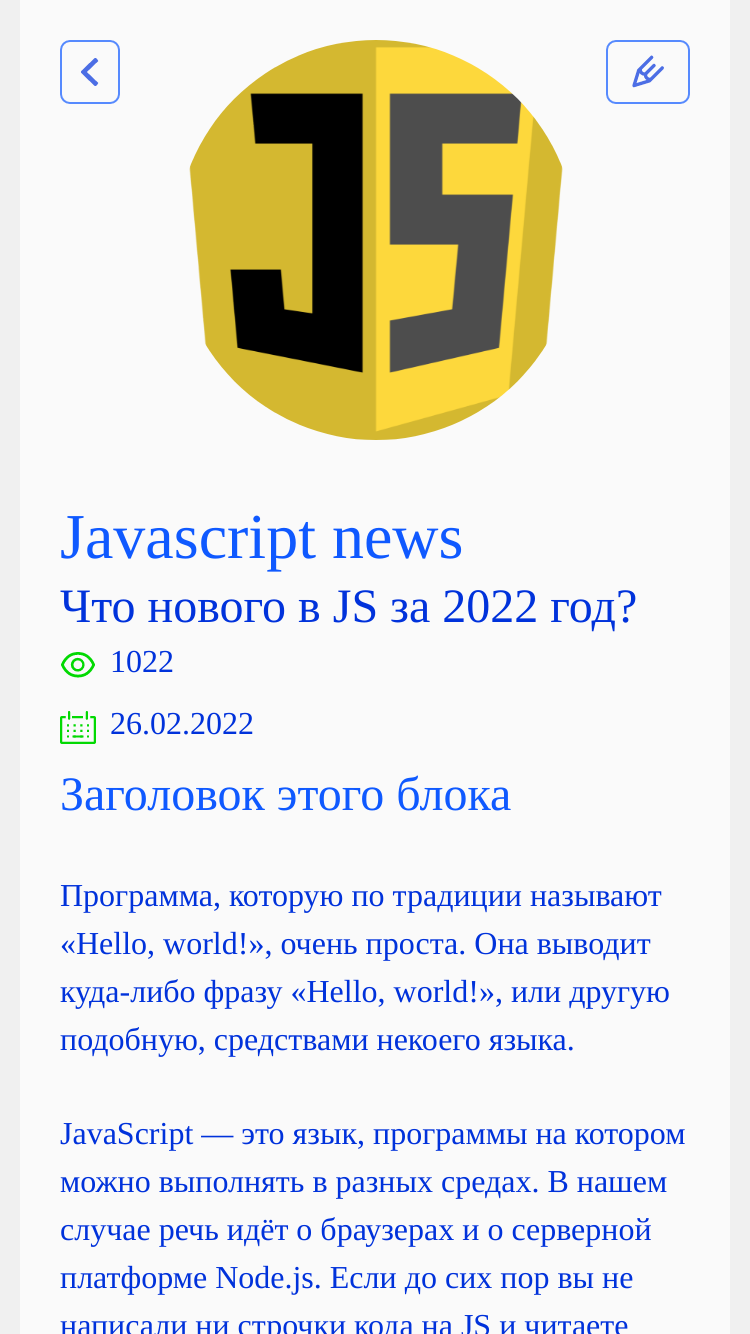 JS
Javascript news
Что нового в JS за 2022 год?
1022
26.02.2022
Заголовок этого блока
Программа, которую по традиции называют
«Hello, world!», очень проста. Она выводит
куда-либо фразу «Hello, world!», или другую
подобную, средствами некоего языка.
JavaScript — это язык, программы на котором
можно выполнять в разных средах. В нашем
случае речь идёт о браузерах и о серверной
платформе Node.js. Если до сих пор вы не
написали ни строчки кода на JS и читаете